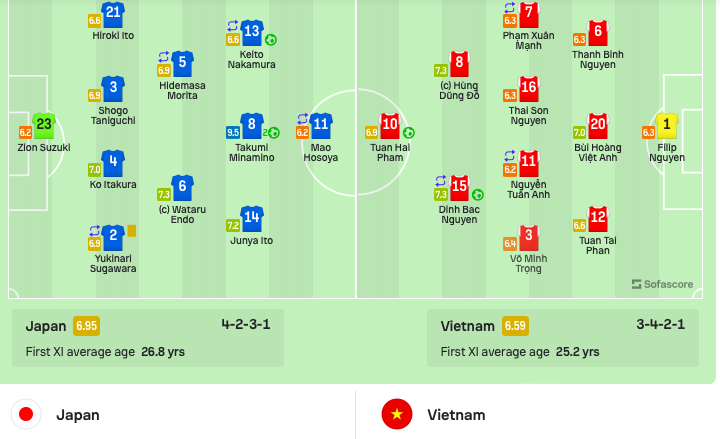 21
6.6
Hiroki Ito
3
6.9
Shogo
Taniguchi
23
6.2
Zion Suzuki
4
7.0
Ko Itakura
2
6.9
Yukinari
Sugawara
5
6.9
Hidemasa
Morita
6
7.3
(c) Wataru
Endo
13
6.6
Keito
Nakamura
8
9.5
2
Takumi
Minamino
14
7.2
Junya Ito
11
6.2
Mao
Hosoya
10
6.9
Tuan Hai
Pham
8
7.3
(c) Hùng
Dũng Đỗ
15
7.3
Dinh Bac
Nguyen
7
6.3
Phạm Xuân
Mạnh
16
6.3
Thai Son
Nguyen
11
6.2
Nguyễn
Tuấn Anh
3
6.4
Võ Minh
Trọng
6
6.3
Thanh Binh
Nguyen
20
7.0
Bùi Hoàng
Việt Anh
12
6.6
Tuan Tai
Phan
1
6.3
Filip
Nguyen
Sofascore
Japan 6.95 4-2-3-1
First XI average age 26.8 yrs
Vietnam 6.59 3-4-2-1
First XI average age 25.2 yrs
Japan
Vietnam